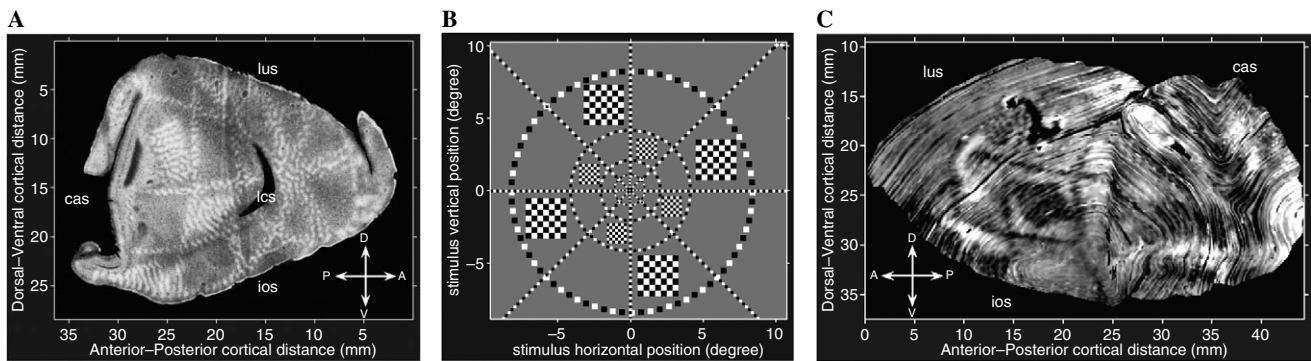 A
Dorsal–Ventral cortical distance (mm)
5
10
15
20
25
lus
cas
lcs
ios
D
P A
V
35 30 25 20 15 10 5
Anterior–Posterior cortical distance (mm)
B
stimulus vertical position (degree)
10
5
0
−5
−5 0 5 10
stimulus horizontal position (degree)
C
Dorsal–Ventral cortical distance (mm)
10
15
20
25
30
35
lus
cas
ios
D
A P
V
0 5 10 15 20 25 30 35 40
Anterior–Posterior cortical distance (mm)